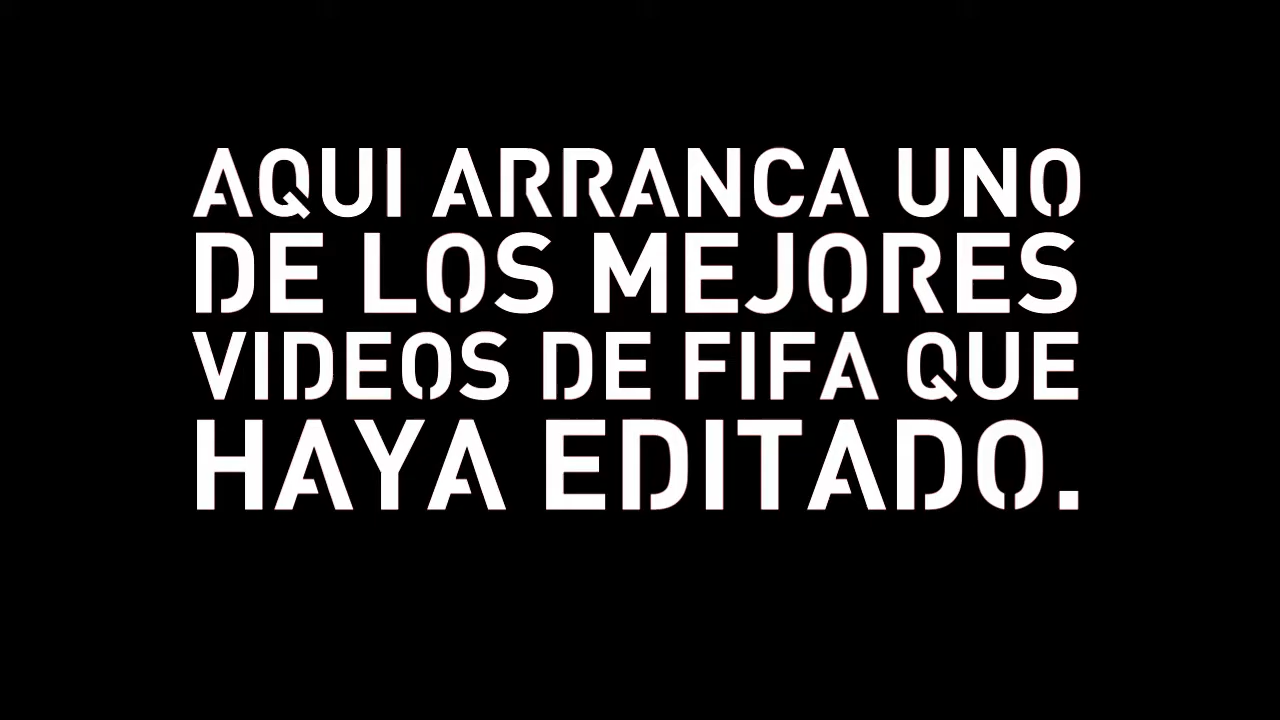 AQUI ARRANCA UNO
DE LOS MEJORES
VIDEOS DE FIFA QUE
HAYA EDITADO.